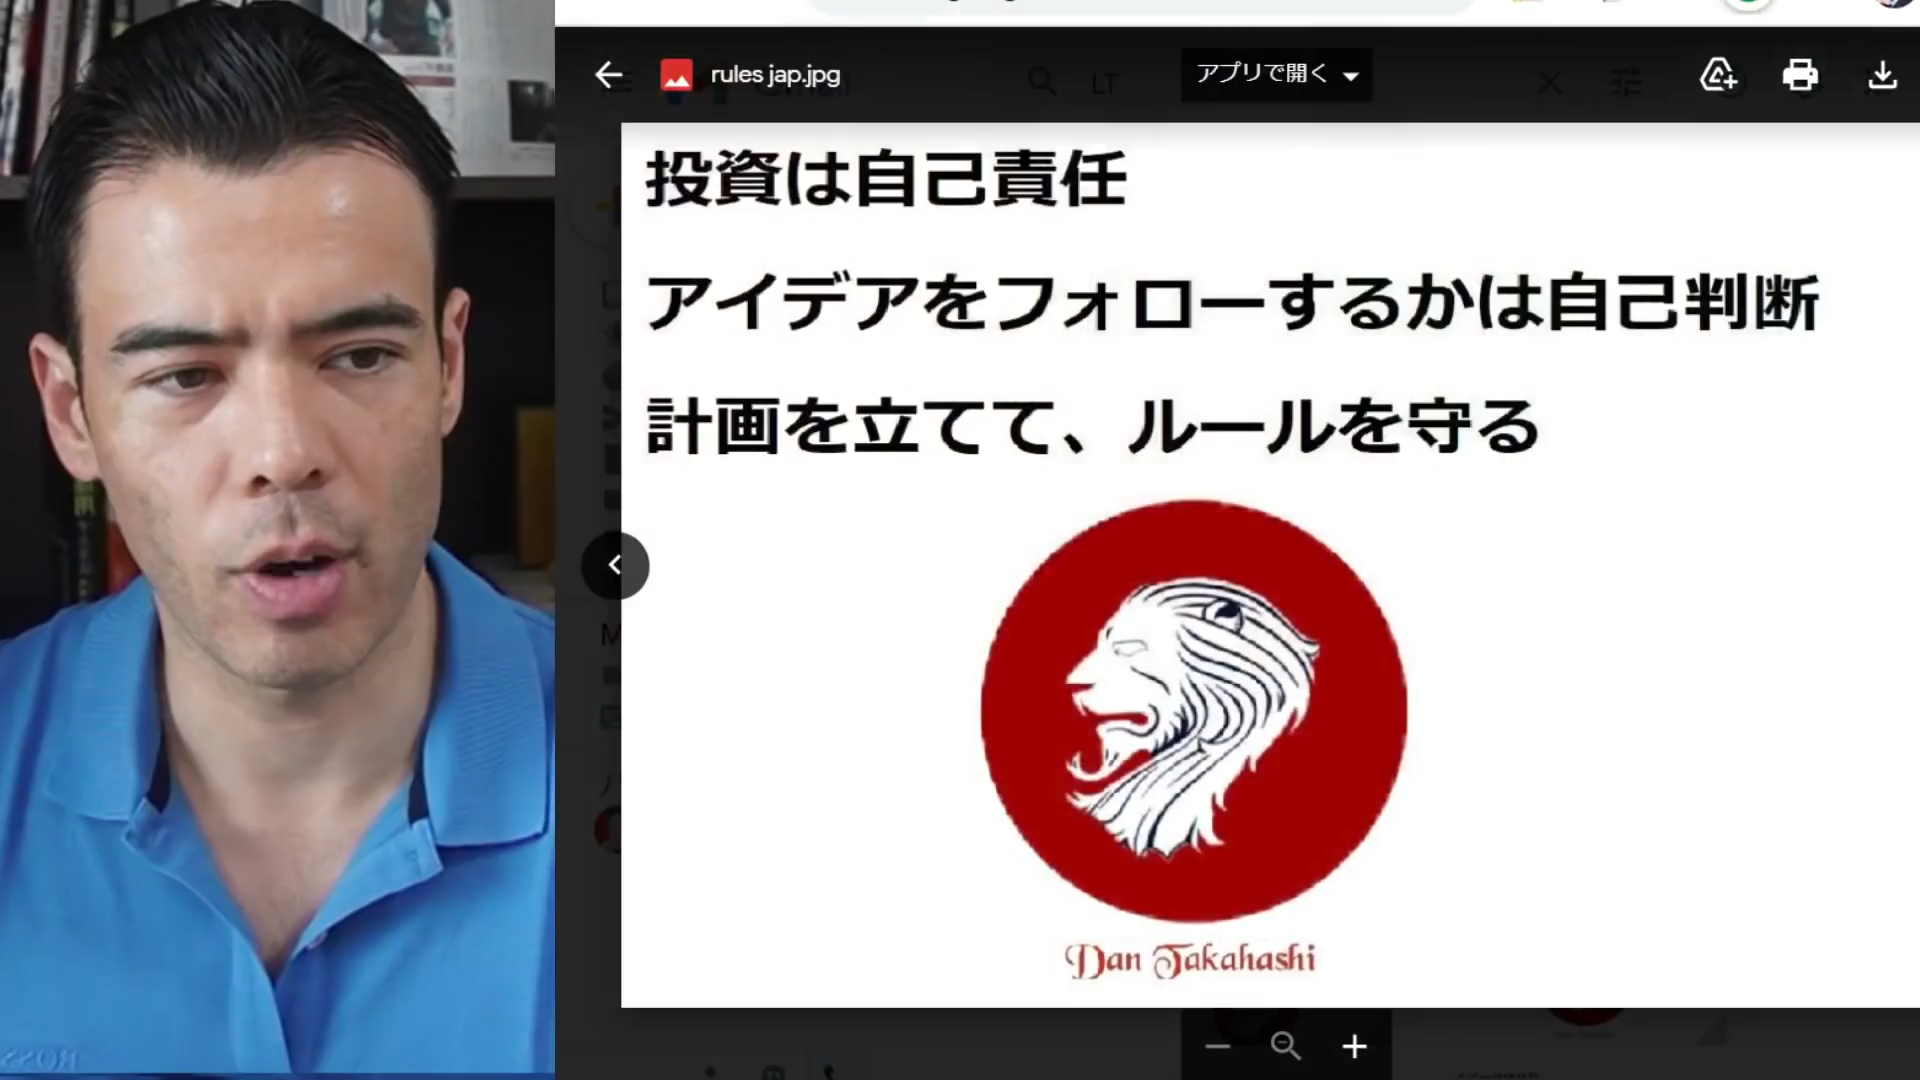 rules jap.jpg
LT
アプリで開く
投資は自己責任
アイデアをフォローするかは自己判断
計画を立てて、ルールを守る
Dan Takahashi